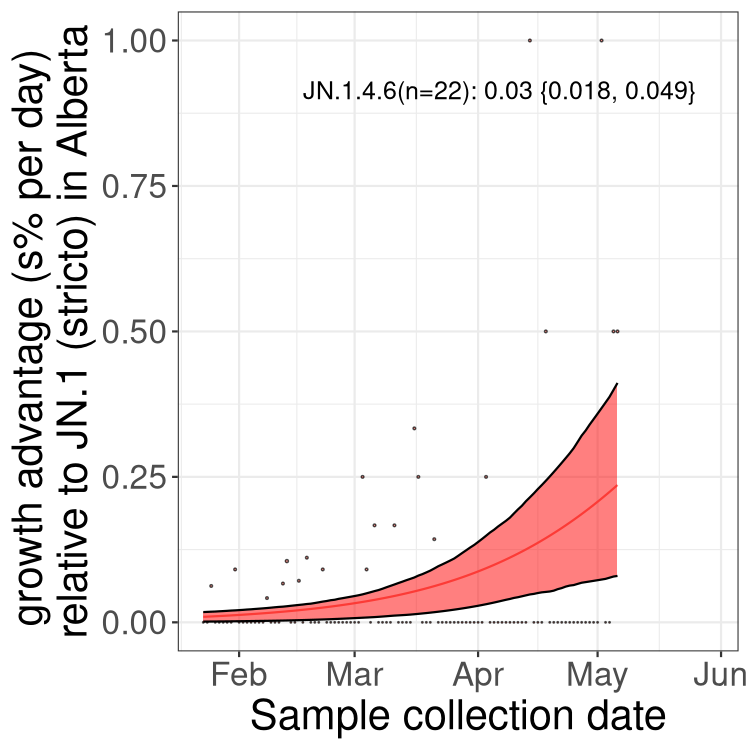 growth advantage (s% per day)
relative to JN.1 (stricto) in Alberta
1.00
0.75
0.50
0.25
0.00
JN.1.4.6(n=22): 0.03 {0.018, 0.049}
Feb Mar Apr May Jun
Sample collection date